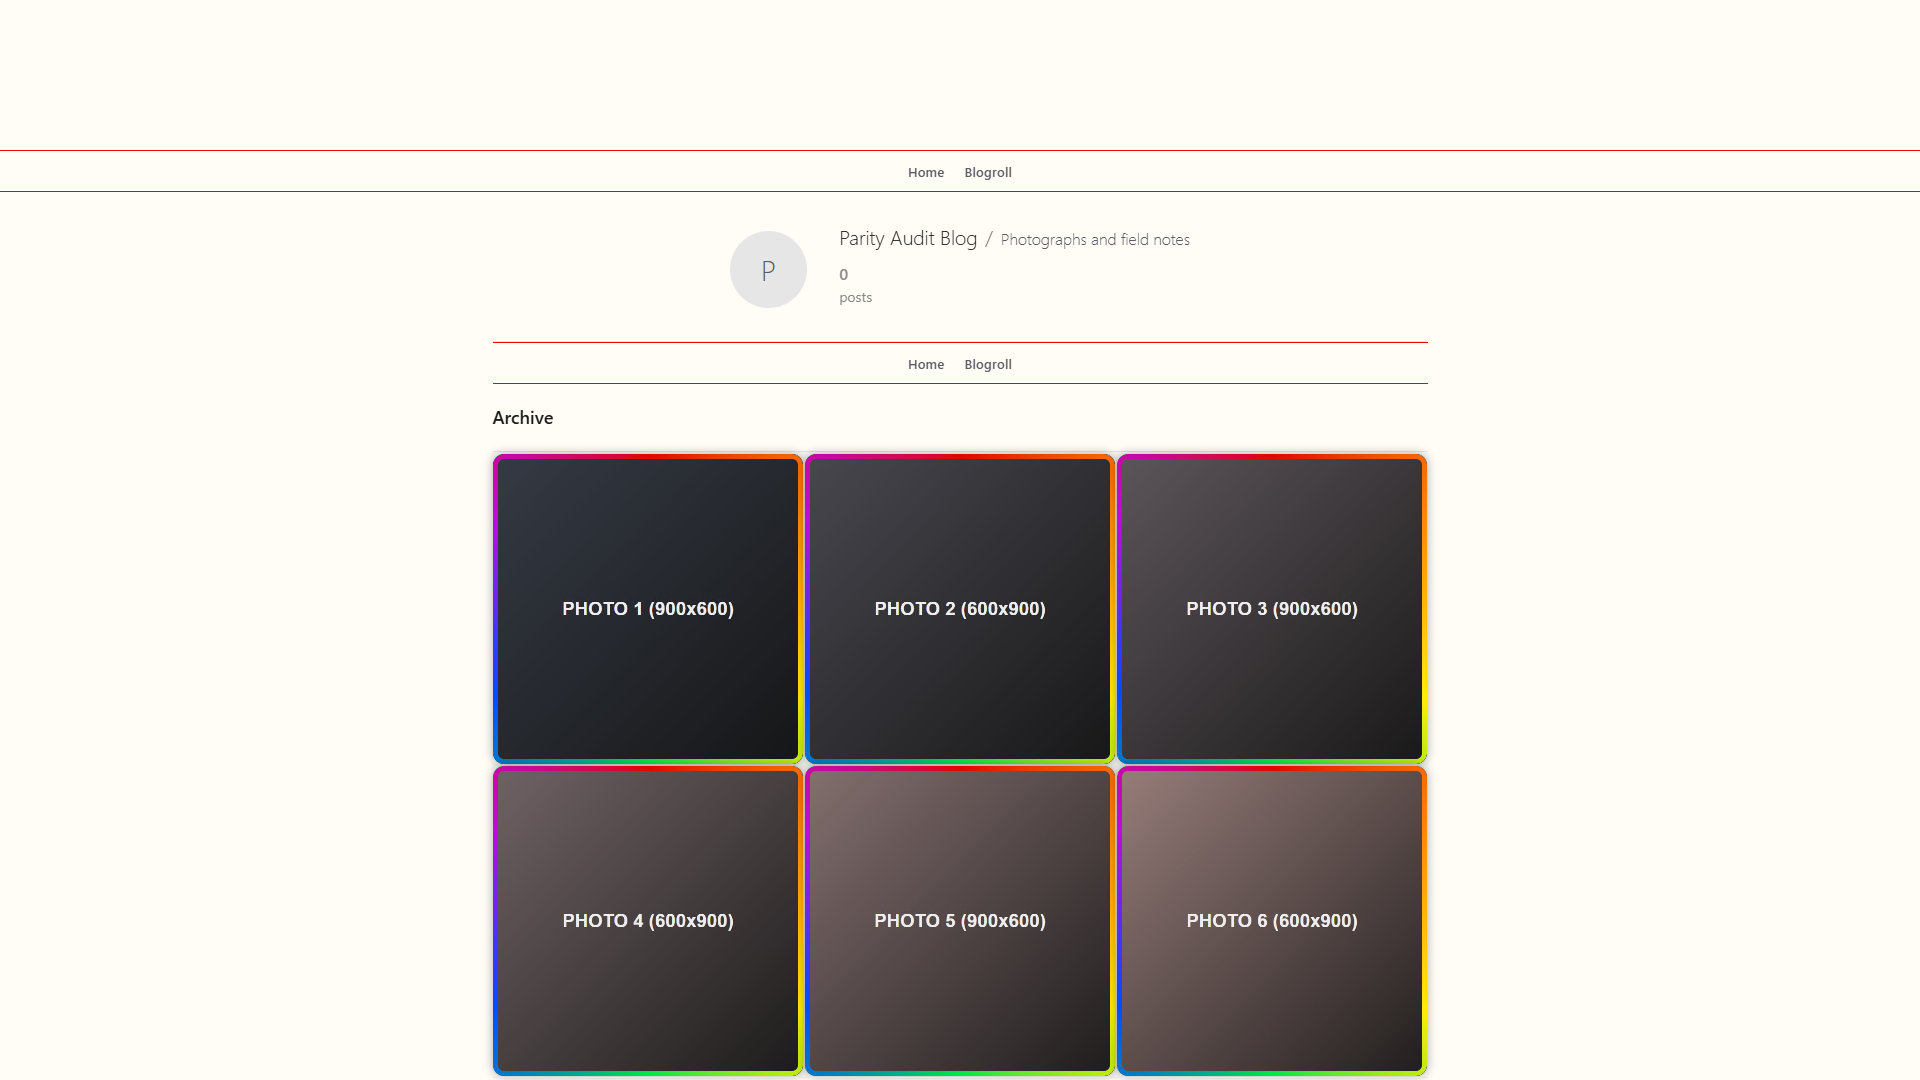 Home Blogroll
P
Parity Audit Blog / Photographs and field notes
0
posts
Home Blogroll
Archive
PHOTO 1 (900x600) PHOTO 2 (600x900) PHOTO 3 (900x600)
PHOTO 4 (600x900) PHOTO 5 (900x600) PHOTO 6 (600x900)